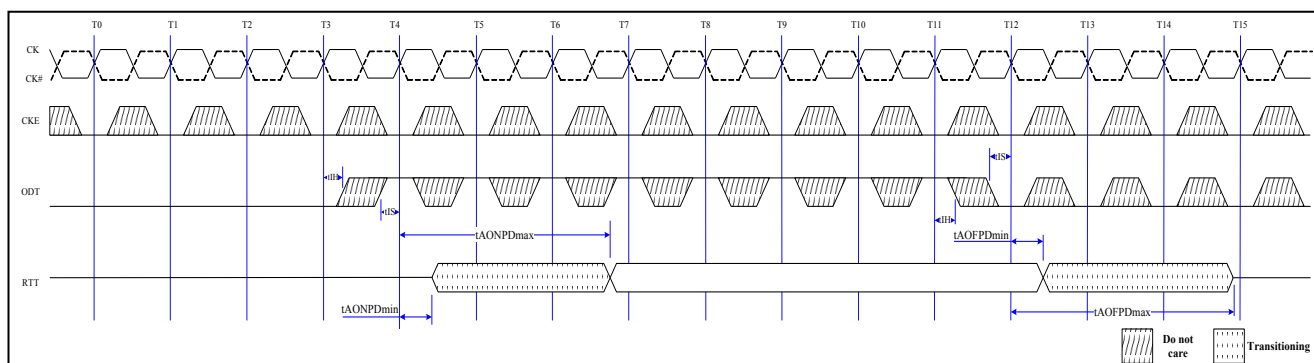 T0 T1 T2 T3 T4 T5 T6 T7 T8 T9 T10 T11 T12 T13 T14 T15
CK
CK#
CKE
tIS
tIH
ODT
tIS
tIH
tAONPDmax
tAOFPDmin
RTT
tAONPDmin
tAOFPDmax
Do not
care
Transitioning